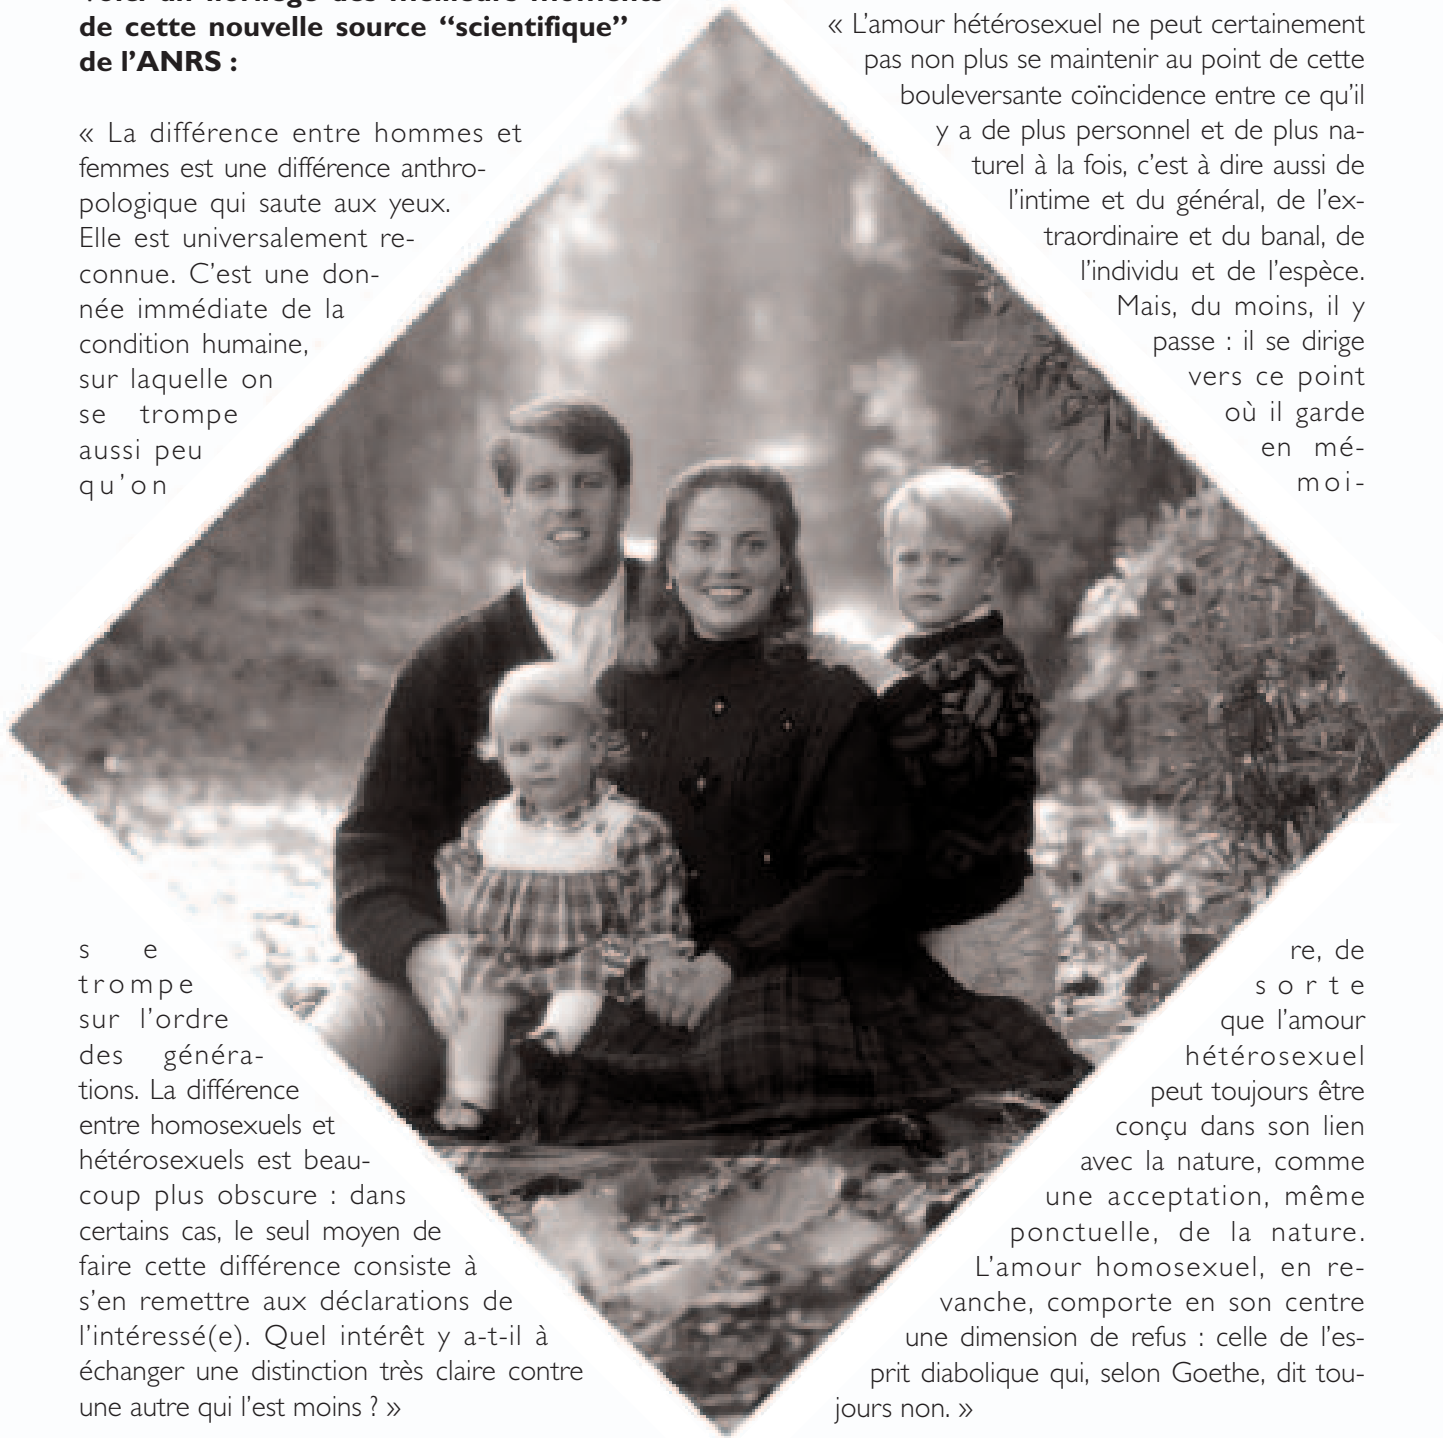 de cette nouvelle source “scientifique”
de l’ANRS :
« La différence entre hommes et
femmes est une différence anthro-
pologique qui saute aux yeux.
Elle est universalement re-
connue. C’est une don-
née immédiate de la
condition humaine,
sur laquelle on
se trompe
aussi peu
qu’on
s e
trompe
sur l’ordre
des généra-
tions. La différence
entre homosexuels et
hétérosexuels est beau-
coup plus obscure : dans
certains cas, le seul moyen de
faire cette différence consiste à
s’en remettre aux déclarations de
l’intéressé(e). Quel intérêt y a-t-il à
échanger une distinction très claire contre
une autre qui l’est moins ? »
« L’amour hétérosexuel ne peut certainement
pas non plus se maintenir au point de cette
bouleversante coïncidence entre ce qu’il
y a de plus personnel et de plus na-
turel à la fois, c’est à dire aussi de
l’intime et du général, de l’ex-
traordinaire et du banal, de
l’individu et de l’espèce.
Mais, du moins, il y
passe : il se dirige
vers ce point
où il garde
en mé-
moi-
re, de
sorte
que l’amour
hétérosexuel
peut toujours être
conçu dans son lien
avec la nature, comme
une acceptation, même
ponctuelle, de la nature.
L’amour homosexuel, en re-
vanche, comporte en son centre
une dimension de refus : celle de l’es-
prit diabolique qui, selon Goethe, dit tou-
jours non. »